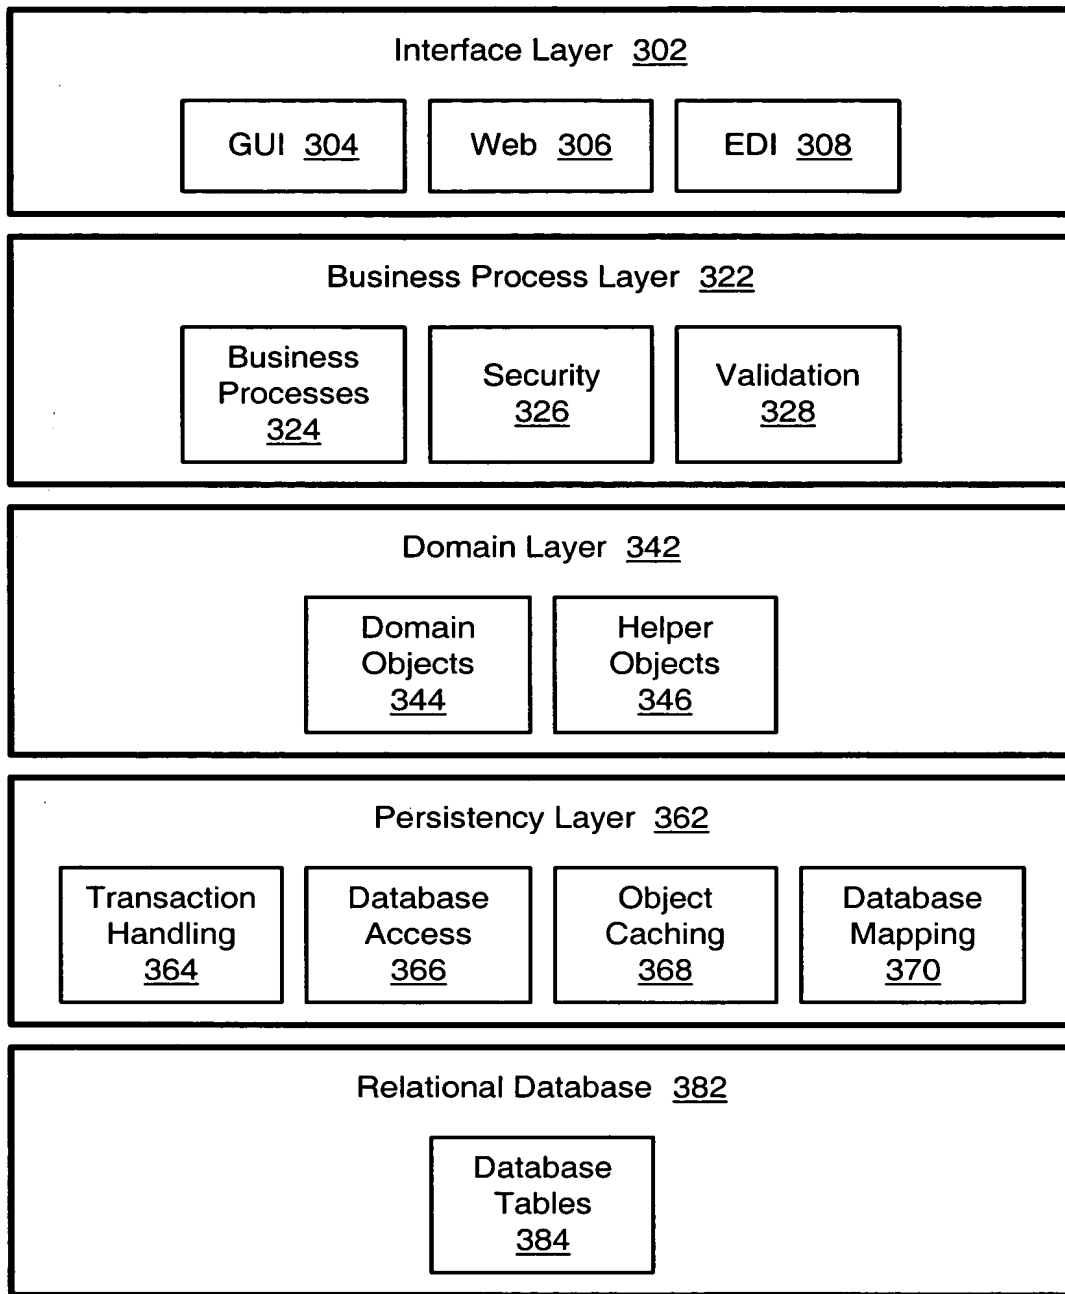 Interface Layer 302
GUI 304
Web 306
EDI 308
Business Process Layer 322
Business
Processes
324
Security
326
Validation
328
Domain Layer 342
Domain
Objects
344
Helper
Objects
346
Persistency Layer 362
Transaction
Handling
364
Database
Access
366
Object
Caching
368
Database
Mapping
370
Relational Database 382
Database
Tables
384